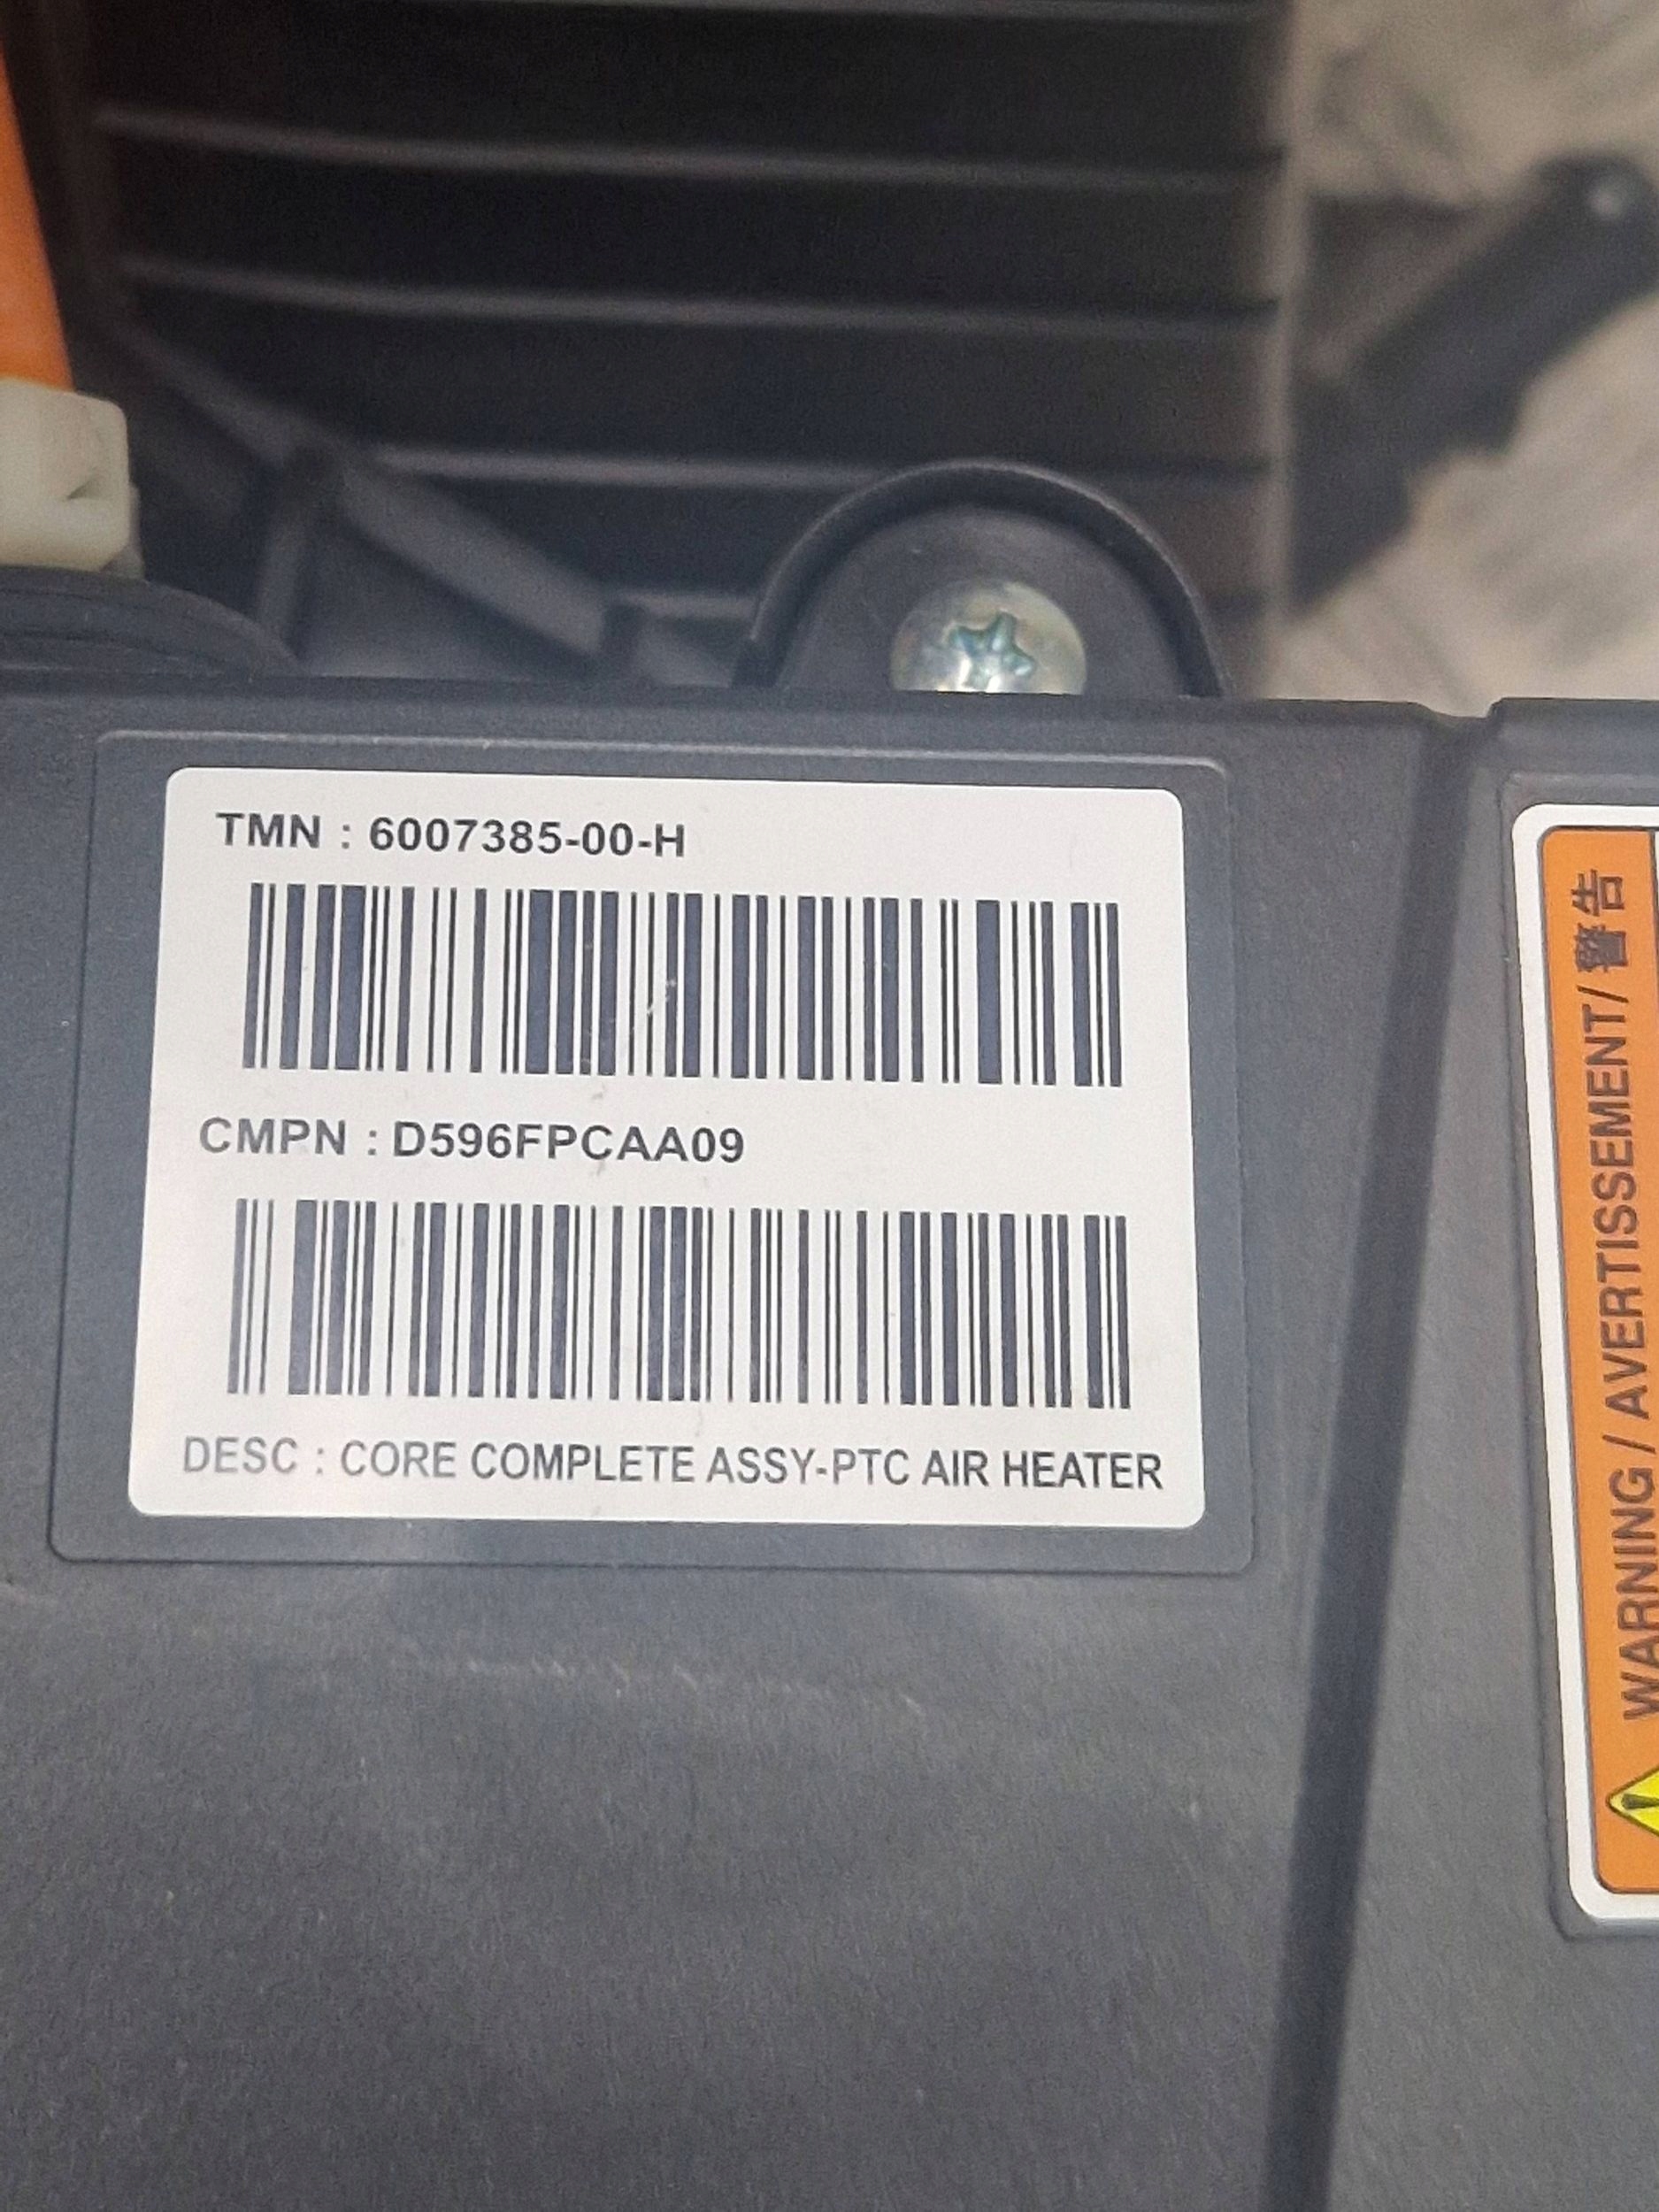 TMN : 6007385-00-H
CMPN : D596FPCAA09
DESC : CORE COMPLETE ASSY-PTC AIR HEATER
WARNING / AVERTISSEMENT / 警告